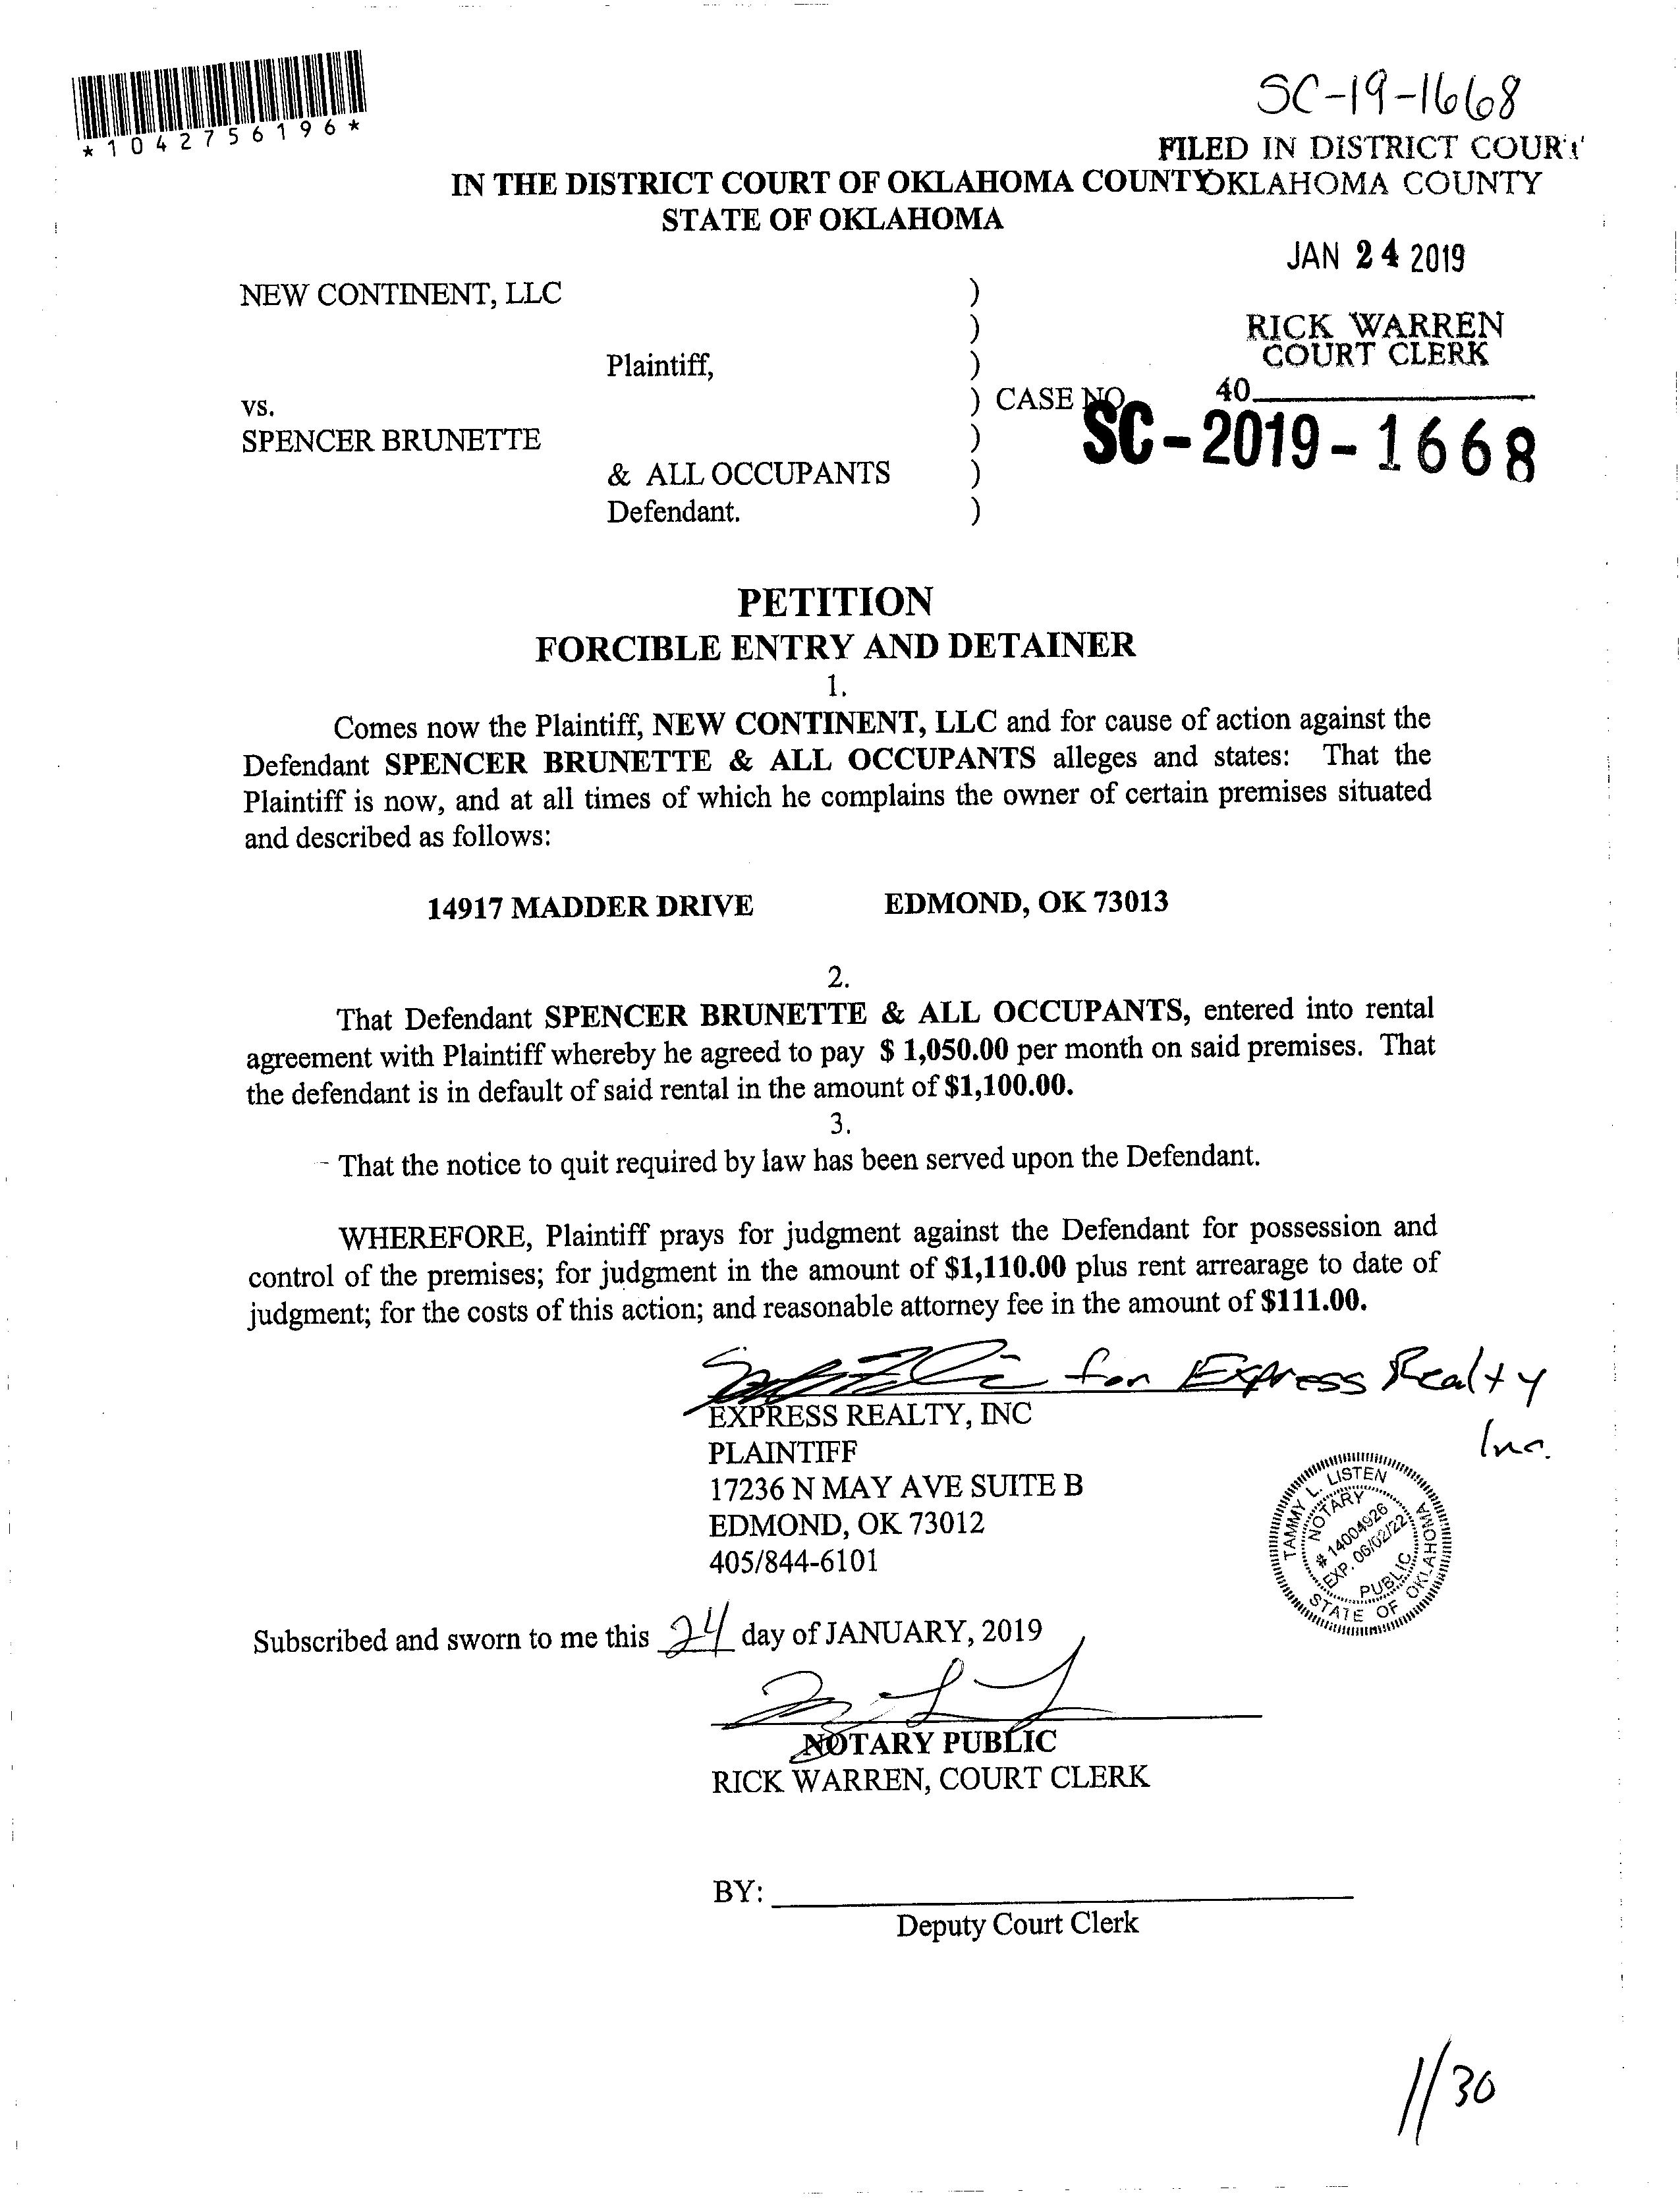 SC-19-1668
*1042756196*
FILED IN DISTRICT COURT
IN THE DISTRICT COURT OF OKLAHOMA COUNTY OKLAHOMA COUNTY
STATE OF OKLAHOMA
JAN 24 2019
NEW CONTINENT, LLC )
)
RICK WARREN
COURT CLERK
Plaintiff, )
40
vs. ) CASE NO.
SC-2019-1668
SPENCER BRUNETTE )
& ALL OCCUPANTS )
Defendant. )
PETITION
FORCIBLE ENTRY AND DETAINER
1.
Comes now the Plaintiff, NEW CONTINENT, LLC and for cause of action against the
Defendant SPENCER BRUNETTE & ALL OCCUPANTS alleges and states: That the
Plaintiff is now, and at all times of which he complains the owner of certain premises situated
and described as follows:
14917 MADDER DRIVE EDMOND, OK 73013
2.
That Defendant SPENCER BRUNETTE & ALL OCCUPANTS, entered into rental
agreement with Plaintiff whereby he agreed to pay $ 1,050.00 per month on said premises. That
the defendant is in default of said rental in the amount of $1,100.00.
3.
That the notice to quit required by law has been served upon the Defendant.
WHEREFORE, Plaintiff prays for judgment against the Defendant for possession and
control of the premises; for judgment in the amount of $1,110.00 plus rent arrearage to date of
judgment; for the costs of this action; and reasonable attorney fee in the amount of $111.00.
for Express Realty
Inc.
EXPRESS REALTY, INC
PLAINTIFF
17236 N MAY AVE SUITE B
EDMOND, OK 73012
405/844-6101
TAMMY L. LISTEN
NOTARY
# 14004926
EXP. 06/02/22
PUBLIC
STATE OF OKLAHOMA
Subscribed and sworn to me this 24 day of JANUARY, 2019
NOTARY PUBLIC
RICK WARREN, COURT CLERK
BY:
Deputy Court Clerk
1/30